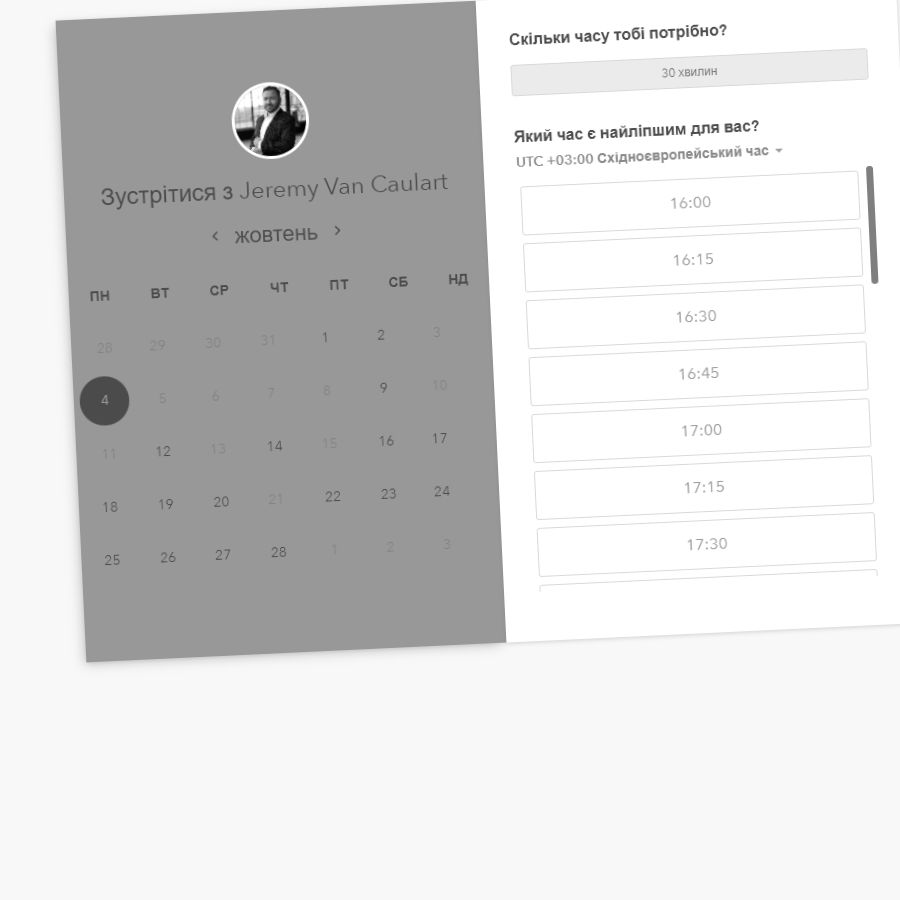 Зустрітися з Jeremy Van Caulart
жовтень
ПН ВТ СР ЧТ ПТ СБ НД
28 29 30 31 1 2 3
4 5 6 7 8 9 10
11 12 13 14 15 16 17
18 19 20 21 22 23 24
25 26 27 28 1 2 3
Скільки часу тобі потрібно?
30 хвилин
Який час є найліпшим для вас?
UTC +03:00 Східноєвропейський час
16:00
16:15
16:30
16:45
17:00
17:15
17:30